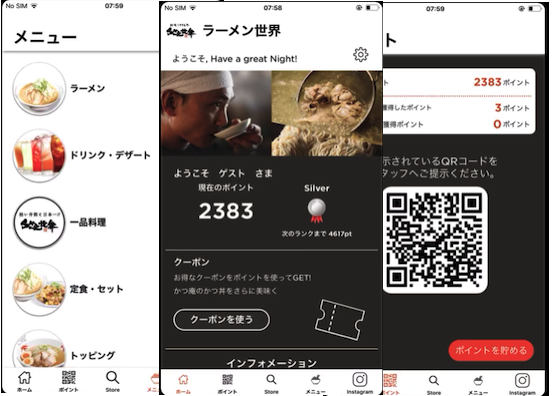 No SIM 07:59
メニュー
ラーメン
ドリンク・デザート
一品料理
定食・セット
トッピング
ホーム
ポイント
Store
メニュ
No SIM 07:58
ラーメン世界
ようこそ, Have a great Night!
ようこそ ゲスト さま
現在のポイント
2383
Silver
次のランクまで 4617pt
クーポン
お得なクーポンをポイントを使ってGET!
かつ庵のかつ丼をさらに美味く
クーポンを使う
インフォメーション
ホーム
ポイント
Store
メニュー
Instagram
07:59
ト
ト 2383 ポイント
獲得したポイント 3 ポイント
獲得ポイント 0 ポイント
示されているQRコードを
タッフへご提示ください。
ポイントを貯める
イント
Store
メニュー
Instagram